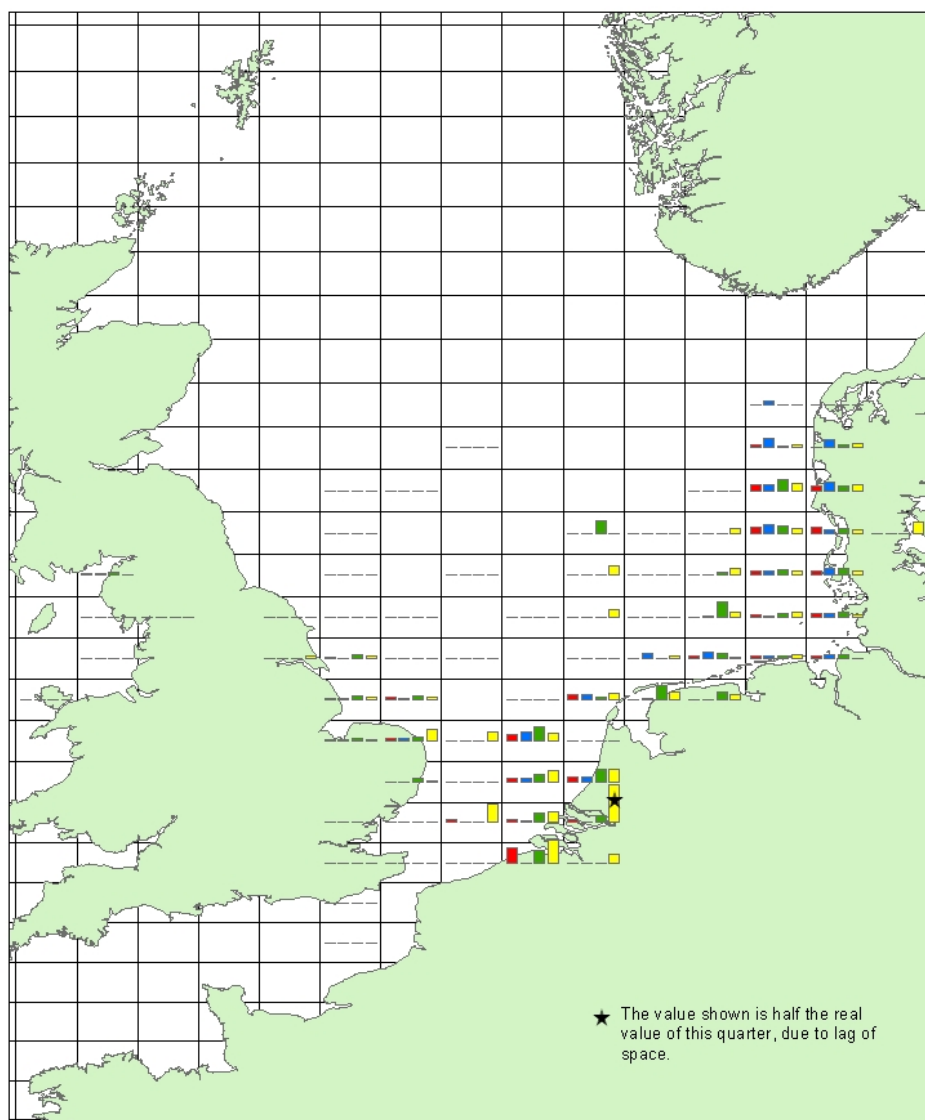 The value shown is half the real
value of this quarter, due to lag of
space.